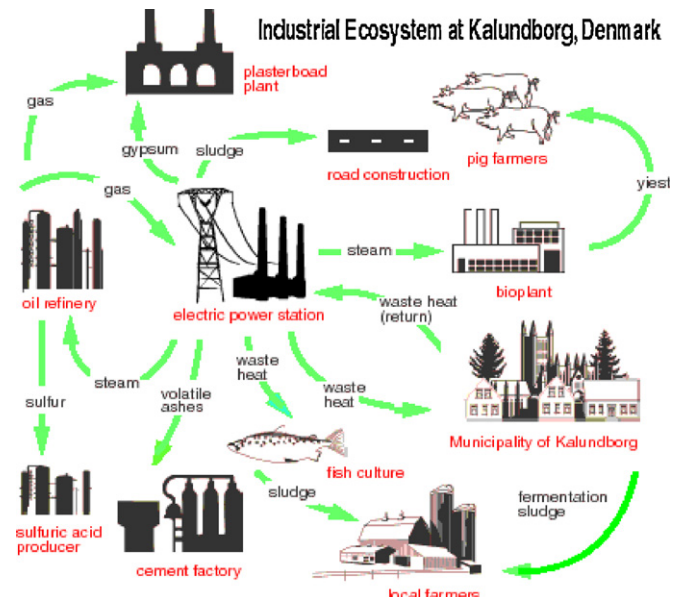 Industrial Ecosystem at Kalundborg, Denmark
plasterboad
plant
gas
gypsum
sludge
road construction
pig farmers
yiest
gas
steam
bioplant
oil refinery
electric power station
waste heat
(return)
steam
volatile
ashes
waste
heat
waste
heat
sulfur
Municipality of Kalundborg
fish culture
sludge
fermentation
sludge
sulfuric acid
producer
cement factory
local farmers